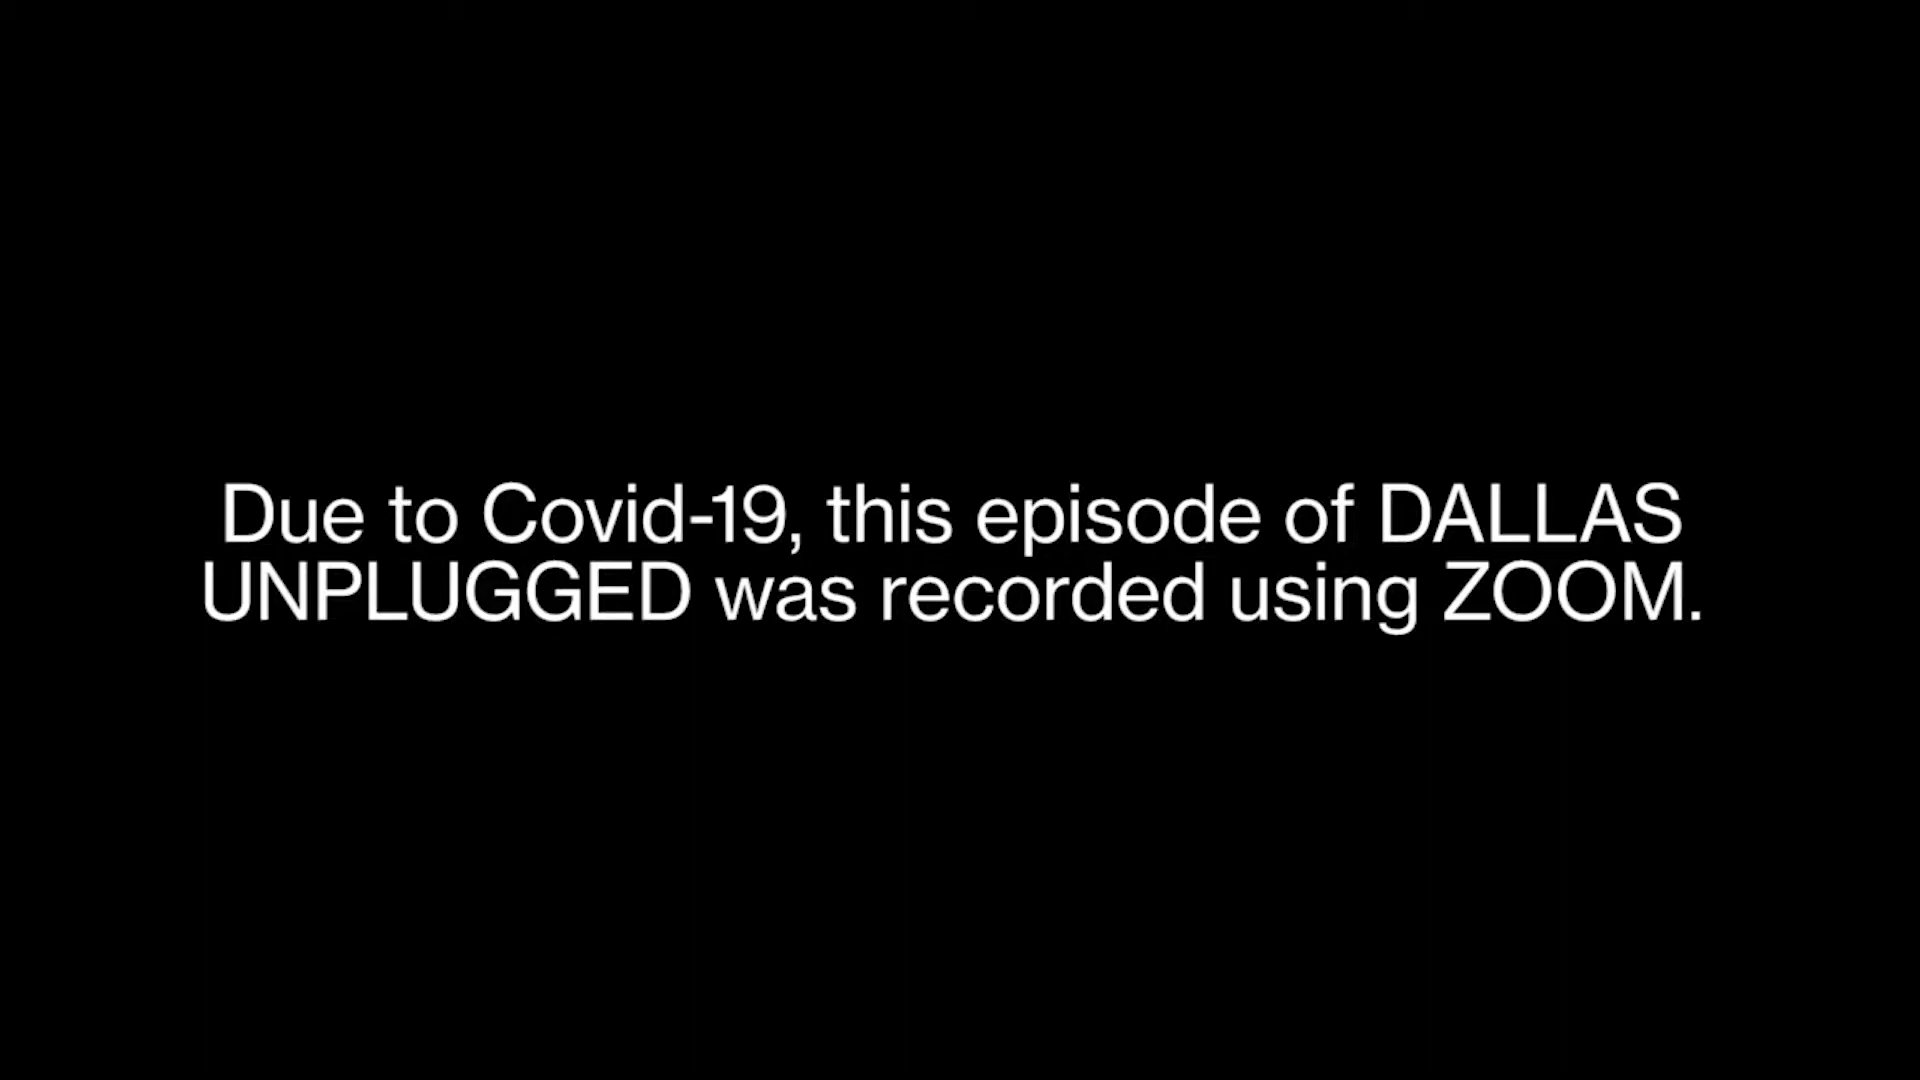 Due to Covid-19, this episode of DALLAS
UNPLUGGED was recorded using ZOOM.